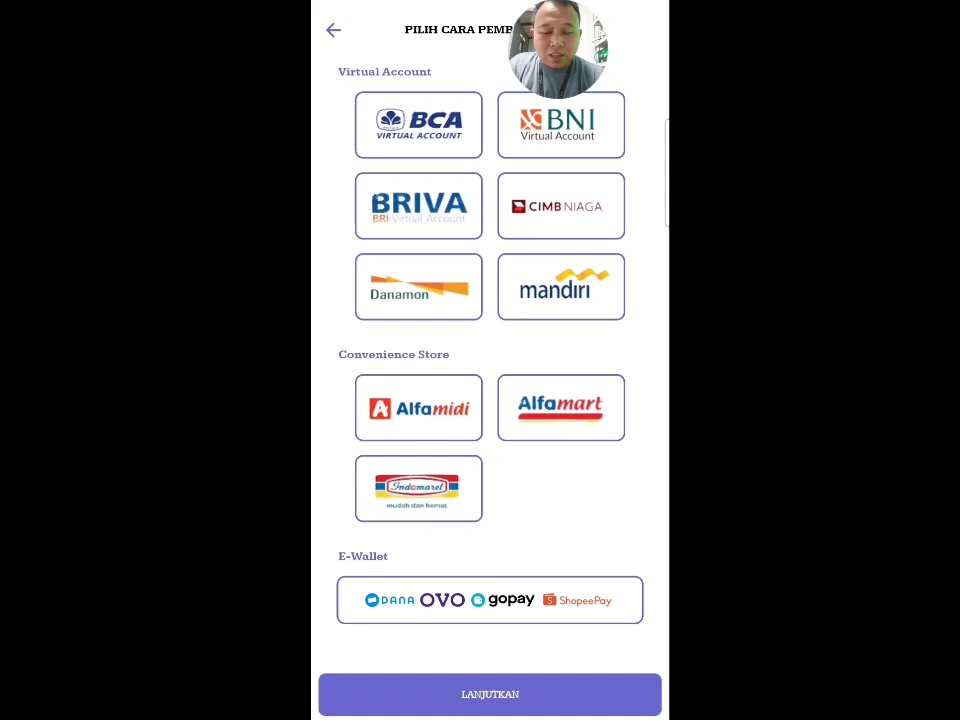 PILIH CARA PEMB
Virtual Account
BCA
VIRTUAL ACCOUNT
BNI
Virtual Account
BRIVA
BRI Virtual Account
CIMB NIAGA
Danamon
mandiri
Convenience Store
Alfamidi
Alfamart
Indomaret
mudah dan hemat
E-Wallet
DANA OVO gopay ShopeePay
LANJUTKAN